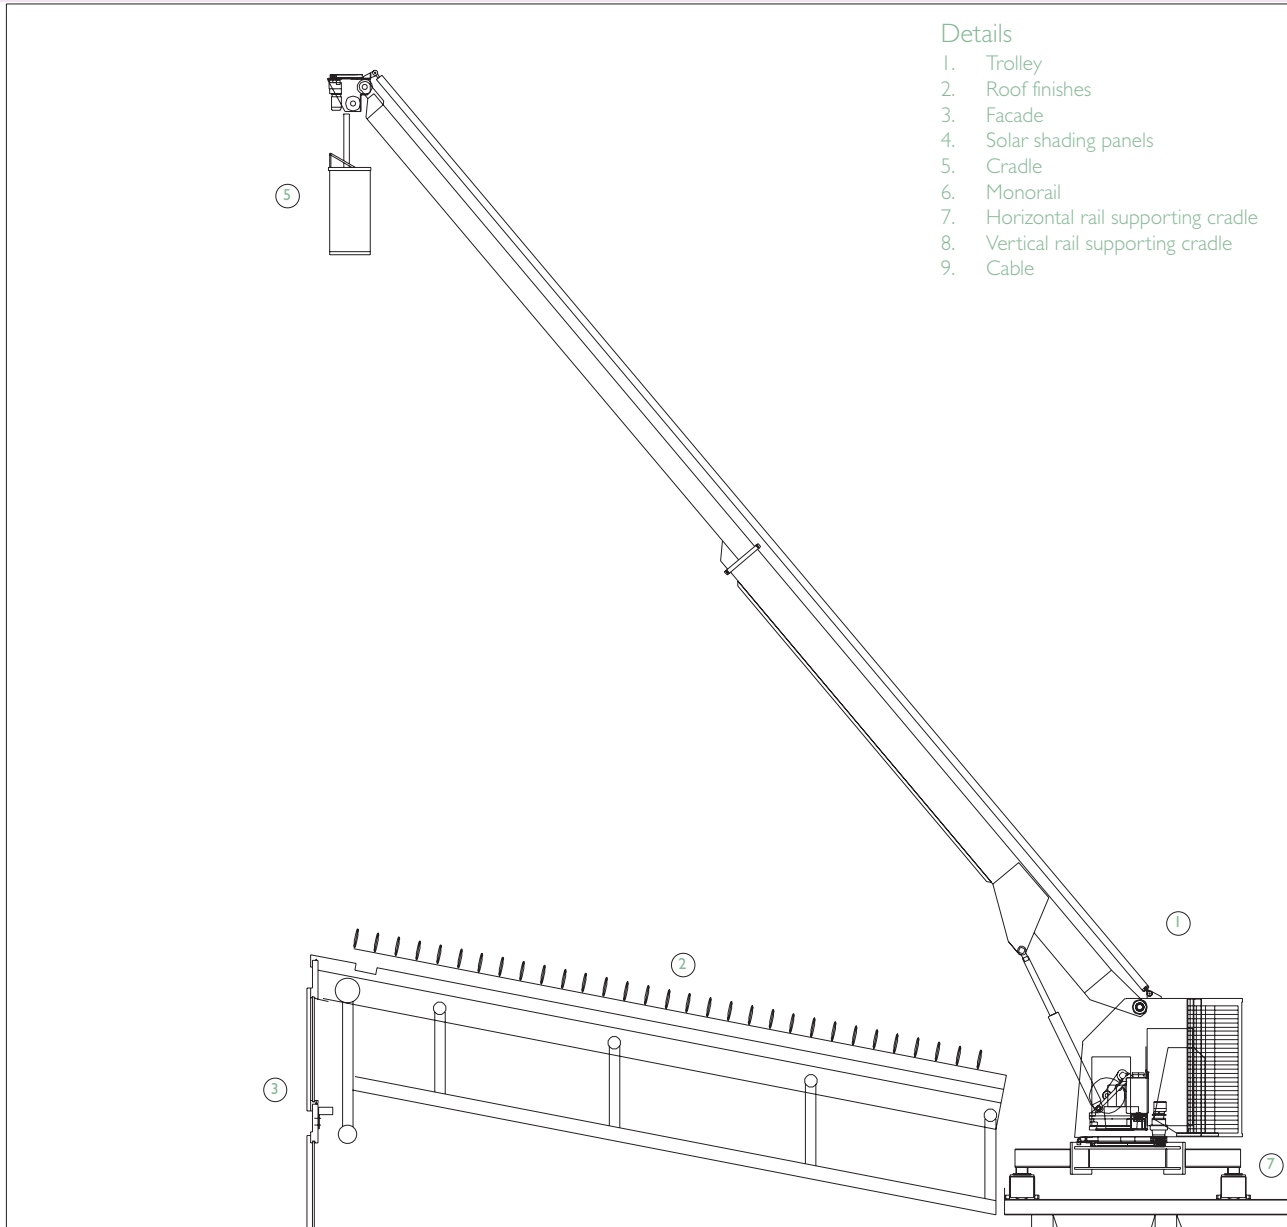 Details
1. Trolley
2. Roof finishes
3. Facade
4. Solar shading panels
5. Cradle
6. Monorail
7. Horizontal rail supporting cradle
8. Vertical rail supporting cradle
9. Cable
5
1
2
3
7